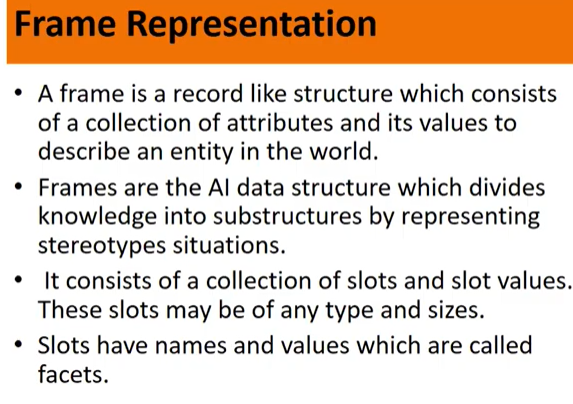 Frame Representation
• A frame is a record like structure which consists
of a collection of attributes and its values to
describe an entity in the world.
• Frames are the AI data structure which divides
knowledge into substructures by representing
stereotypes situations.
• It consists of a collection of slots and slot values.
These slots may be of any type and sizes.
• Slots have names and values which are called
facets.